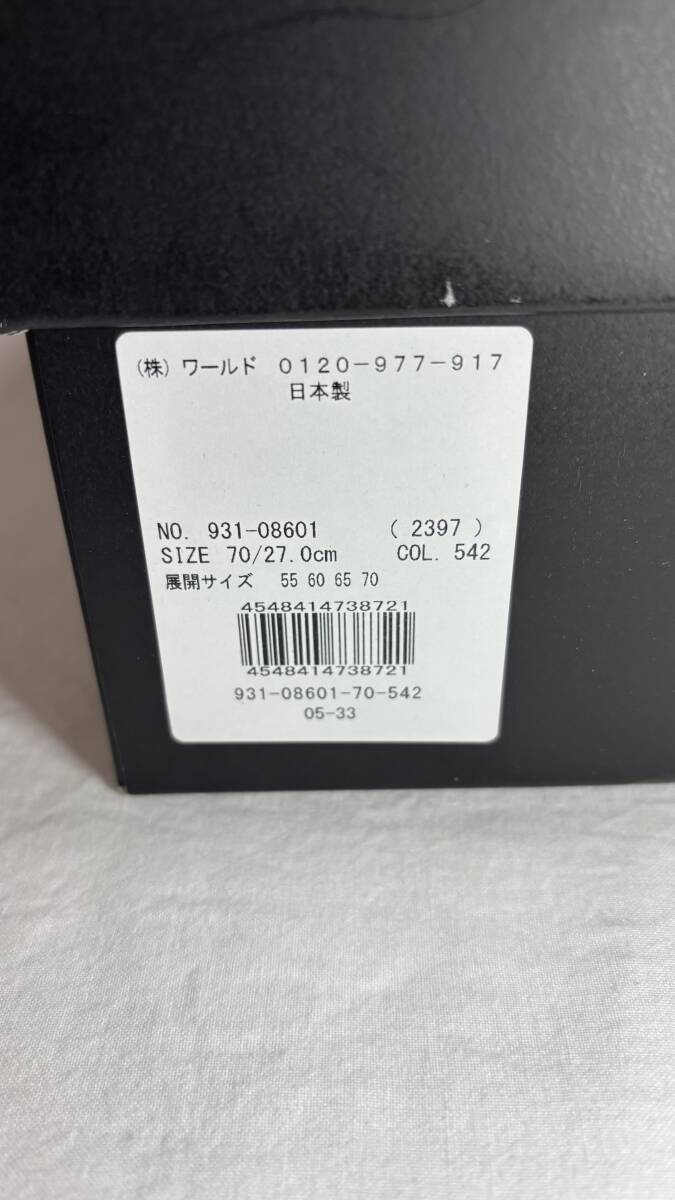 (株) ワールド 0120-977-917
日本製
NO. 931-08601 ( 2397 )
SIZE 70/27.0cm COL. 542
展開サイズ 55 60 65 70
4548414738721
4548414738721
931-08601-70-542
05-33